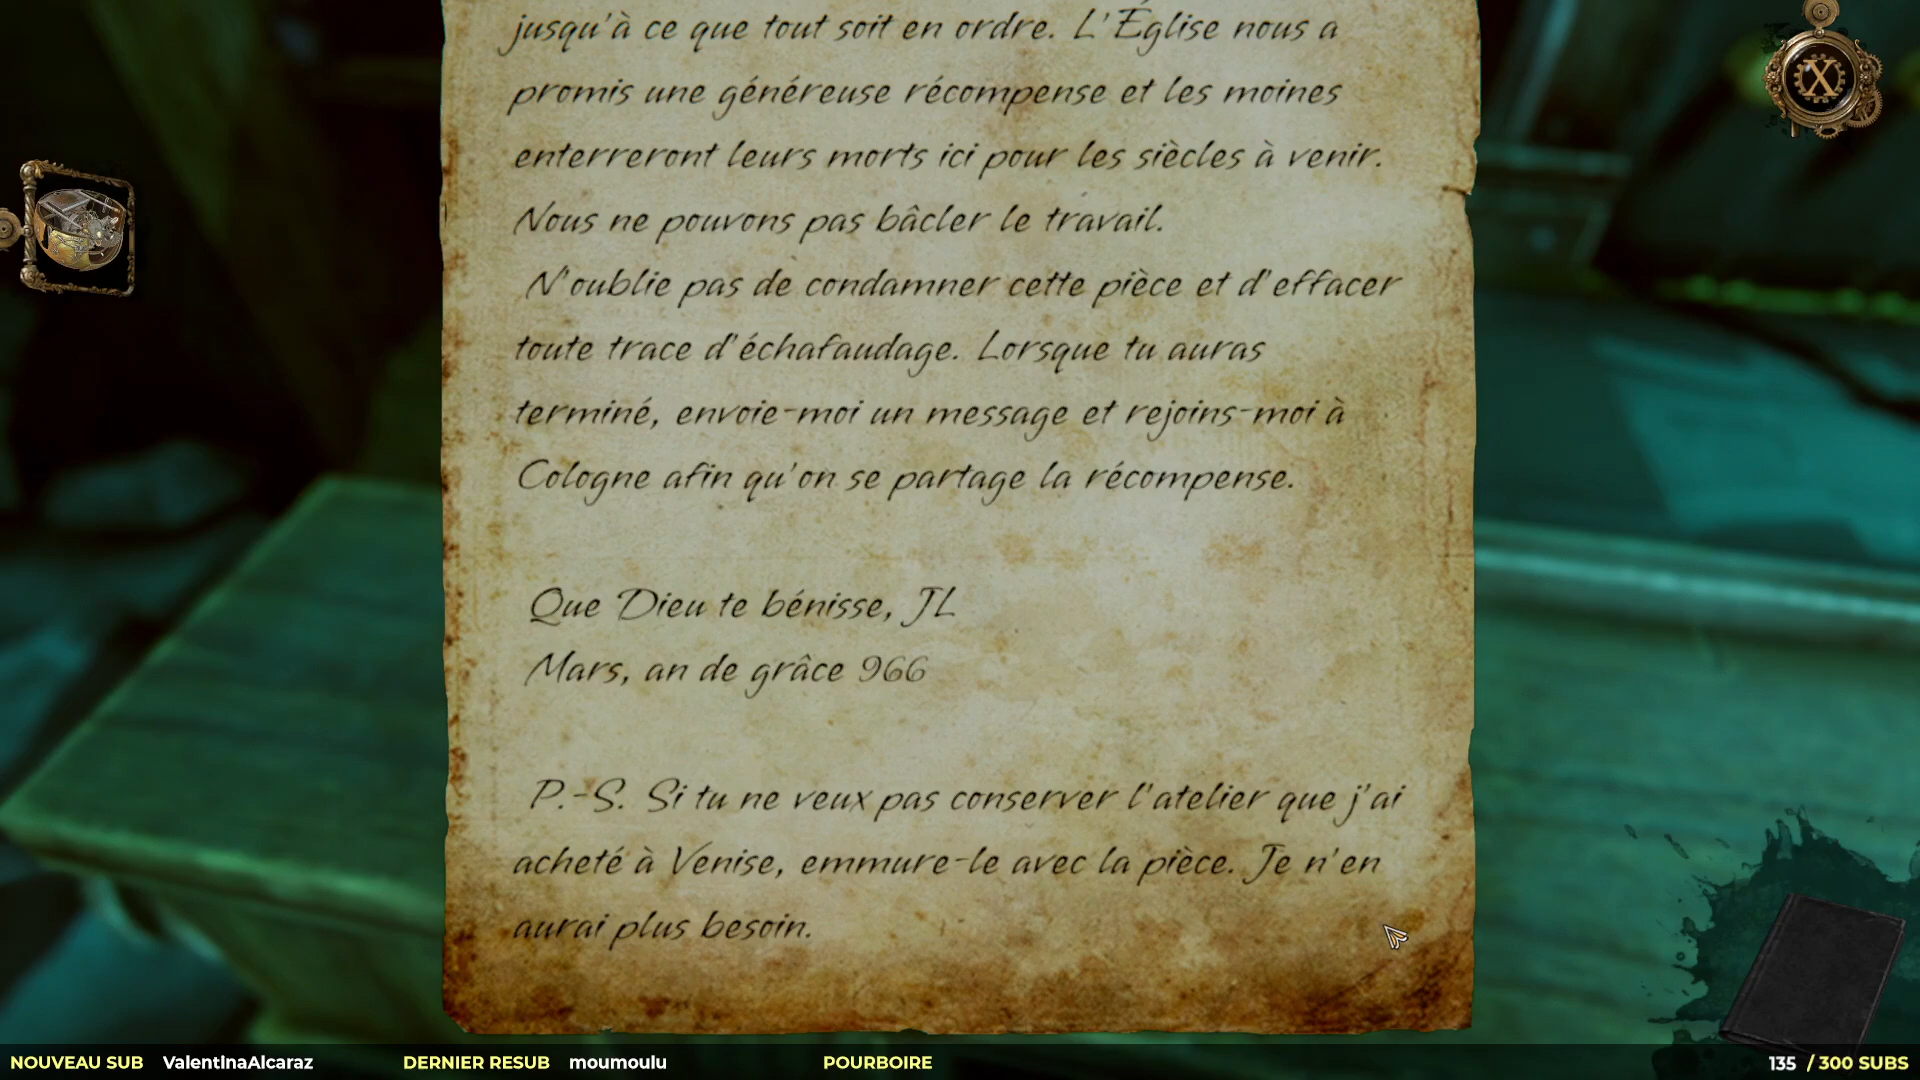 jusqu'à ce que tout soit en ordre. L'Église nous a
promis une généreuse récompense et les moines
enterreront leurs morts ici pour les siècles à venir.
Nous ne pouvons pas bâcler le travail.
N'oublie pas de condamner cette pièce et d'effacer
toute trace d'échafaudage. Lorsque tu auras
terminé, envoie-moi un message et rejoins-moi à
Cologne afin qu'on se partage la récompense.
Que Dieu te bénisse, JL
Mars, an de grâce 966
P.-S. Si tu ne veux pas conserver l'atelier que j'ai
acheté à Venise, emmure-le avec la pièce. Je n'en
aurai plus besoin.
X
NOUVEAU SUB ValentinaAlcaraz DERNIER RESUB moumoulu POURBOIRE 135 / 300 SUBS